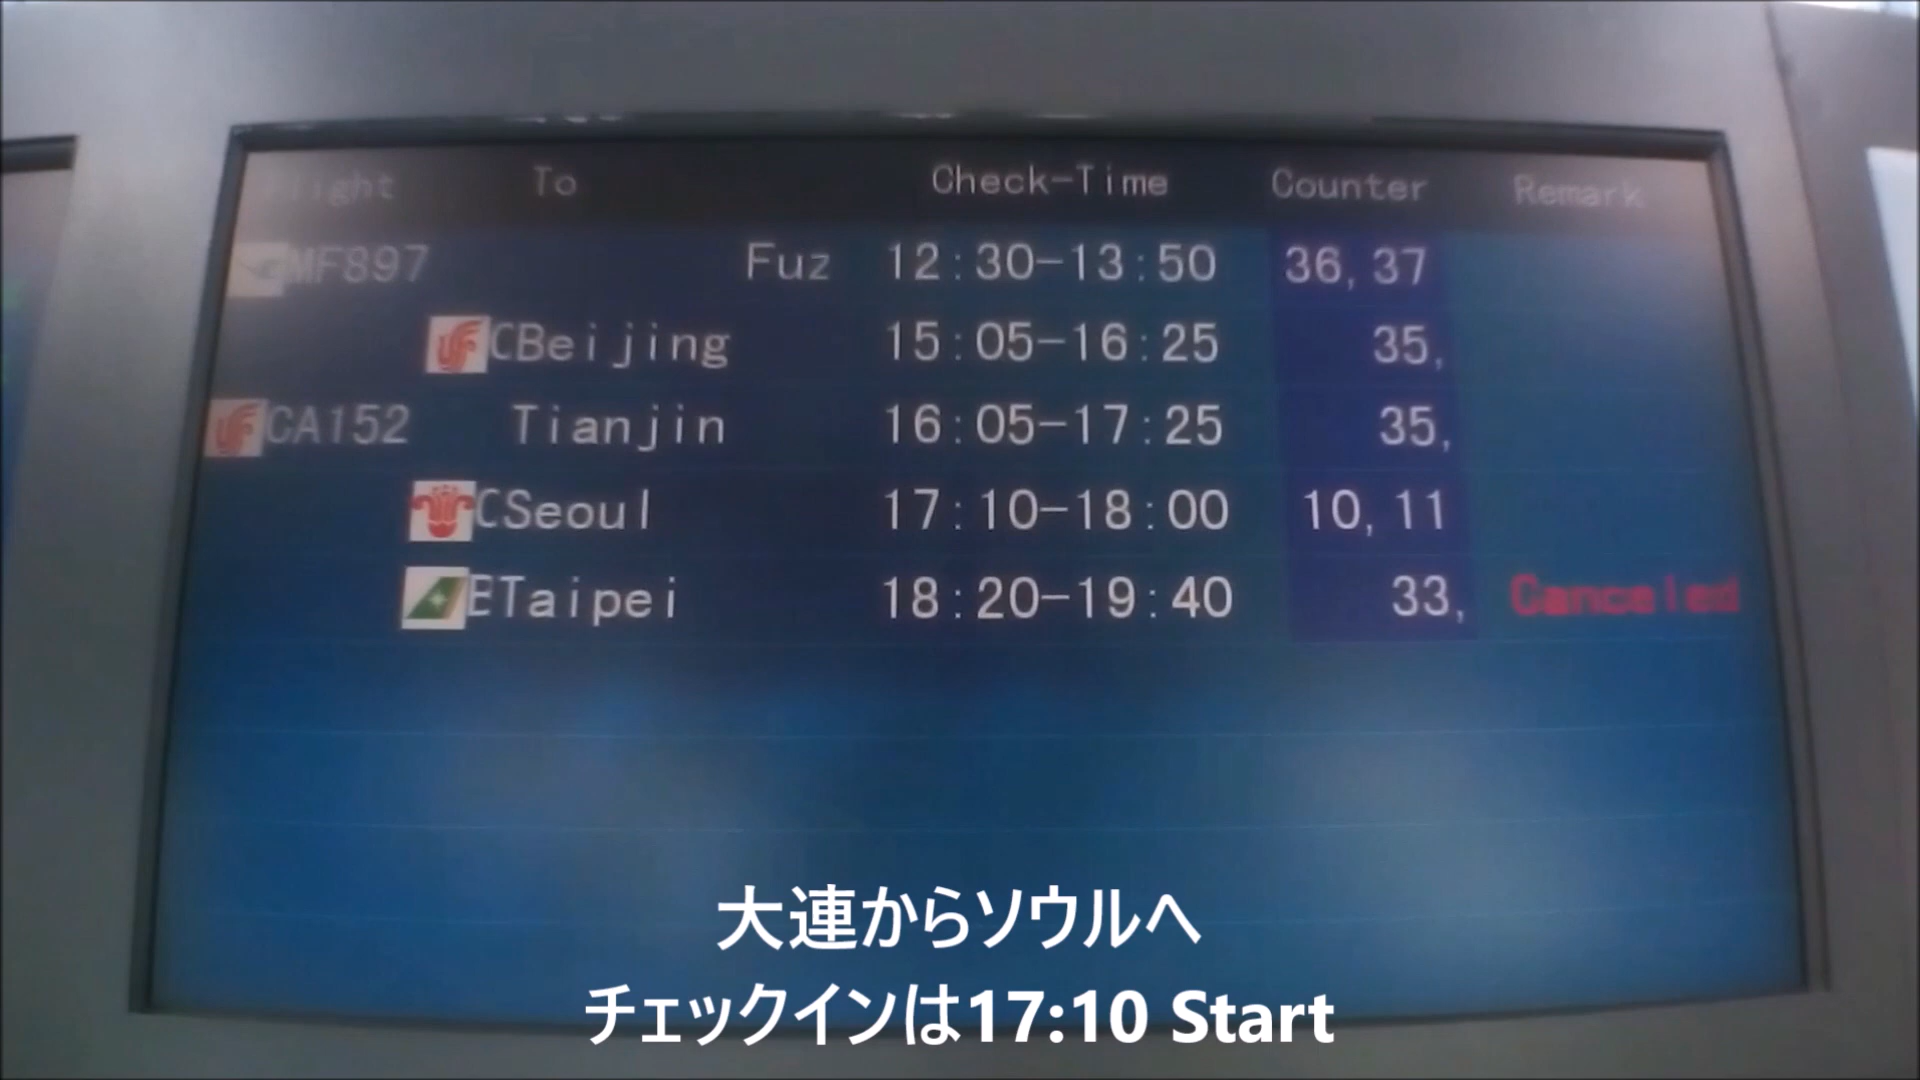 light To Check-Time Counter Remark
MF897 Fuz 12:30-13:50 36, 37
CBeijing 15:05-16:25 35,
CA152 Tianjin 16:05-17:25 35,
CSeoul 17:10-18:00 10, 11
ETaipei 18:20-19:40 33, Canceled
大連からソウルへ
チェックインは17:10 Start